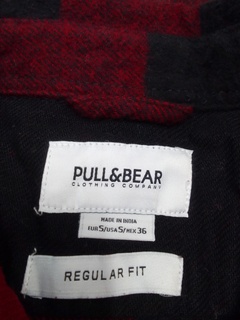 PULL&BEAR
CLOTHING COMPANY
MADE IN INDIA
EUR S/USA S/MEX 36
REGULAR FIT